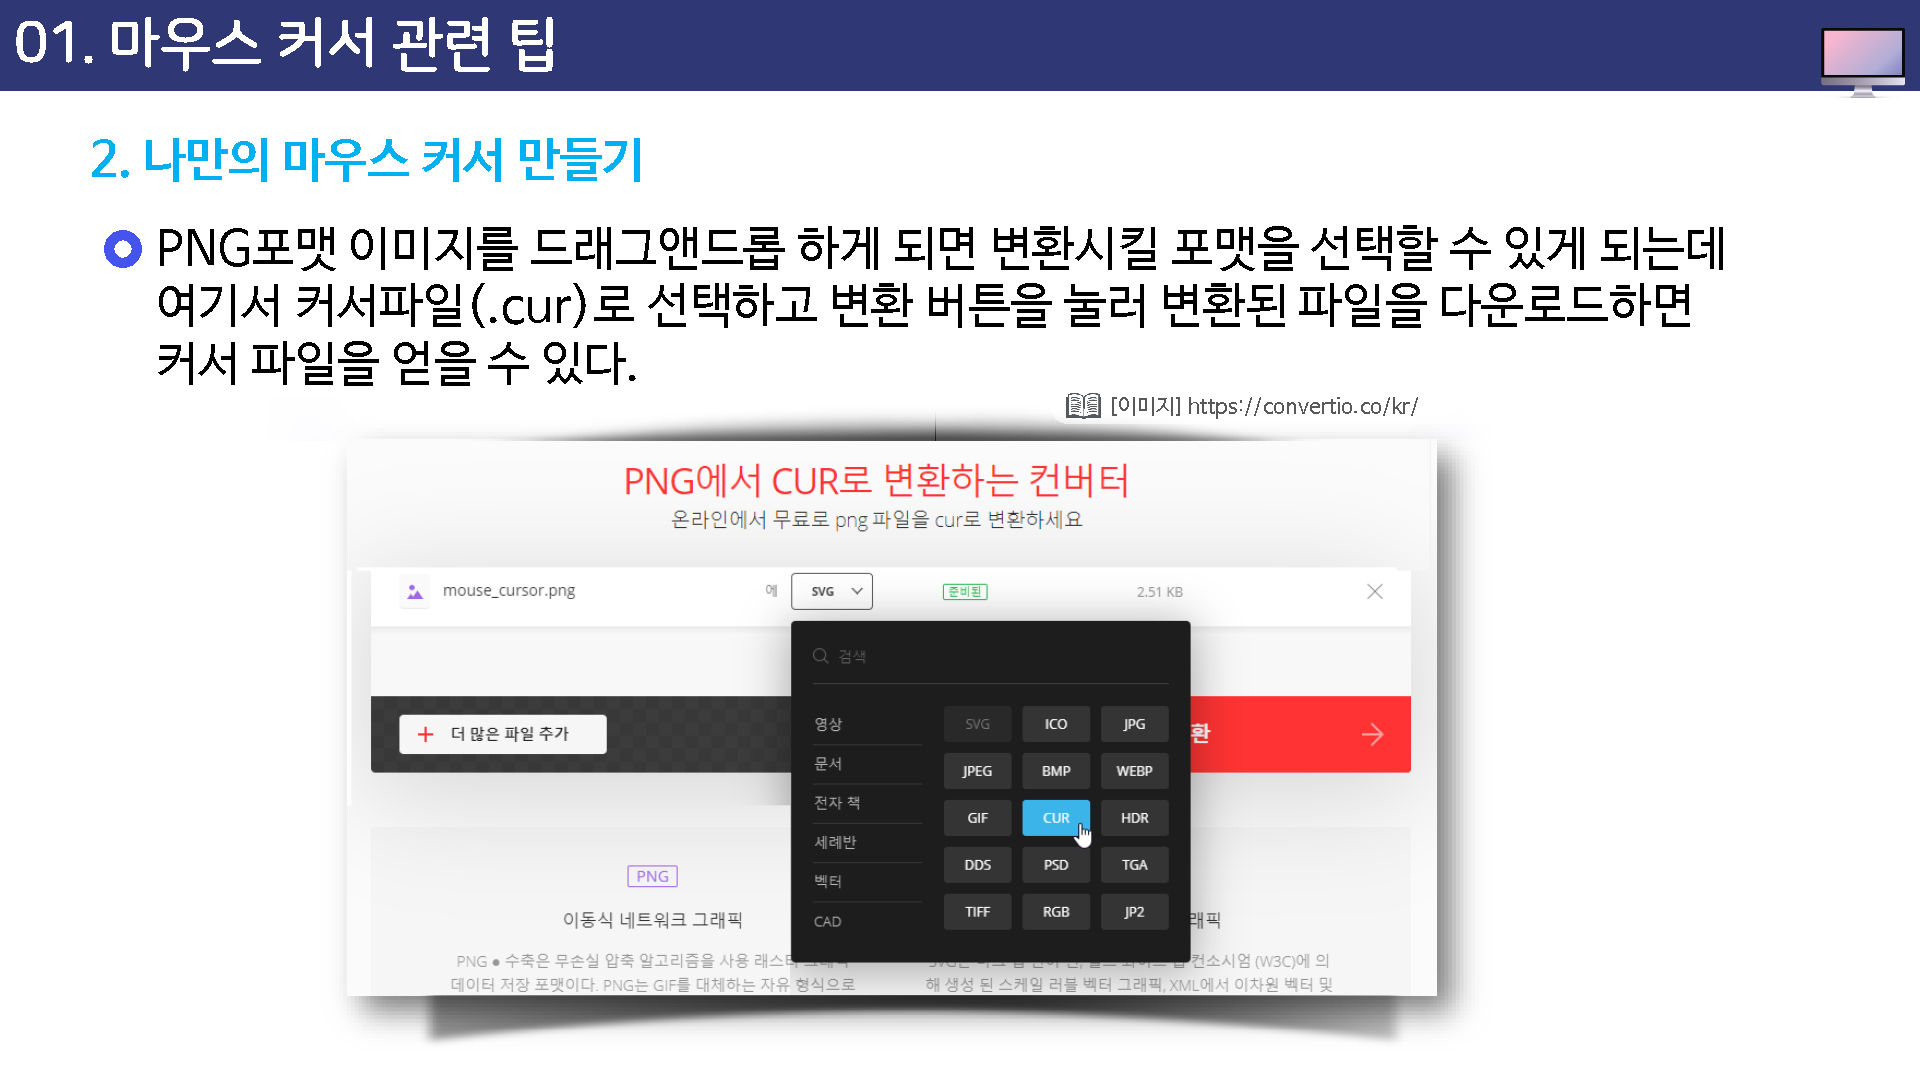 01. 마우스 커서 관련 팁
2. 나만의 마우스 커서 만들기
PNG포맷 이미지를 드래그앤드롭 하게 되면 변환시킬 포맷을 선택할 수 있게 되는데
여기서 커서파일(.cur)로 선택하고 변환 버튼을 눌러 변환된 파일을 다운로드하면
커서 파일을 얻을 수 있다.
[이미지] https://convertio.co/kr/
PNG에서 CUR로 변환하는 컨버터
온라인에서 무료로 png 파일을 cur로 변환하세요
mouse_cursor.png 에 SVG 준비됨 2.51 KB
검색
더 많은 파일 추가
환
영상
문서
전자 책
세례반
벡터
CAD
SVG ICO JPG
JPEG BMP WEBP
GIF CUR HDR
DDS PSD TGA
TIFF RGB JP2
PNG
이동식 네트워크 그래픽
래픽
PNG ● 수축은 무손실 압축 알고리즘을 사용 래스터
데이터 저장 포맷이다. PNG는 GIF를 대체하는 자유 형식으로
컨소시엄 (W3C)에 의
해 생성 된 스케일 러블 벡터 그래픽, XML에서 이차원 벡터 및